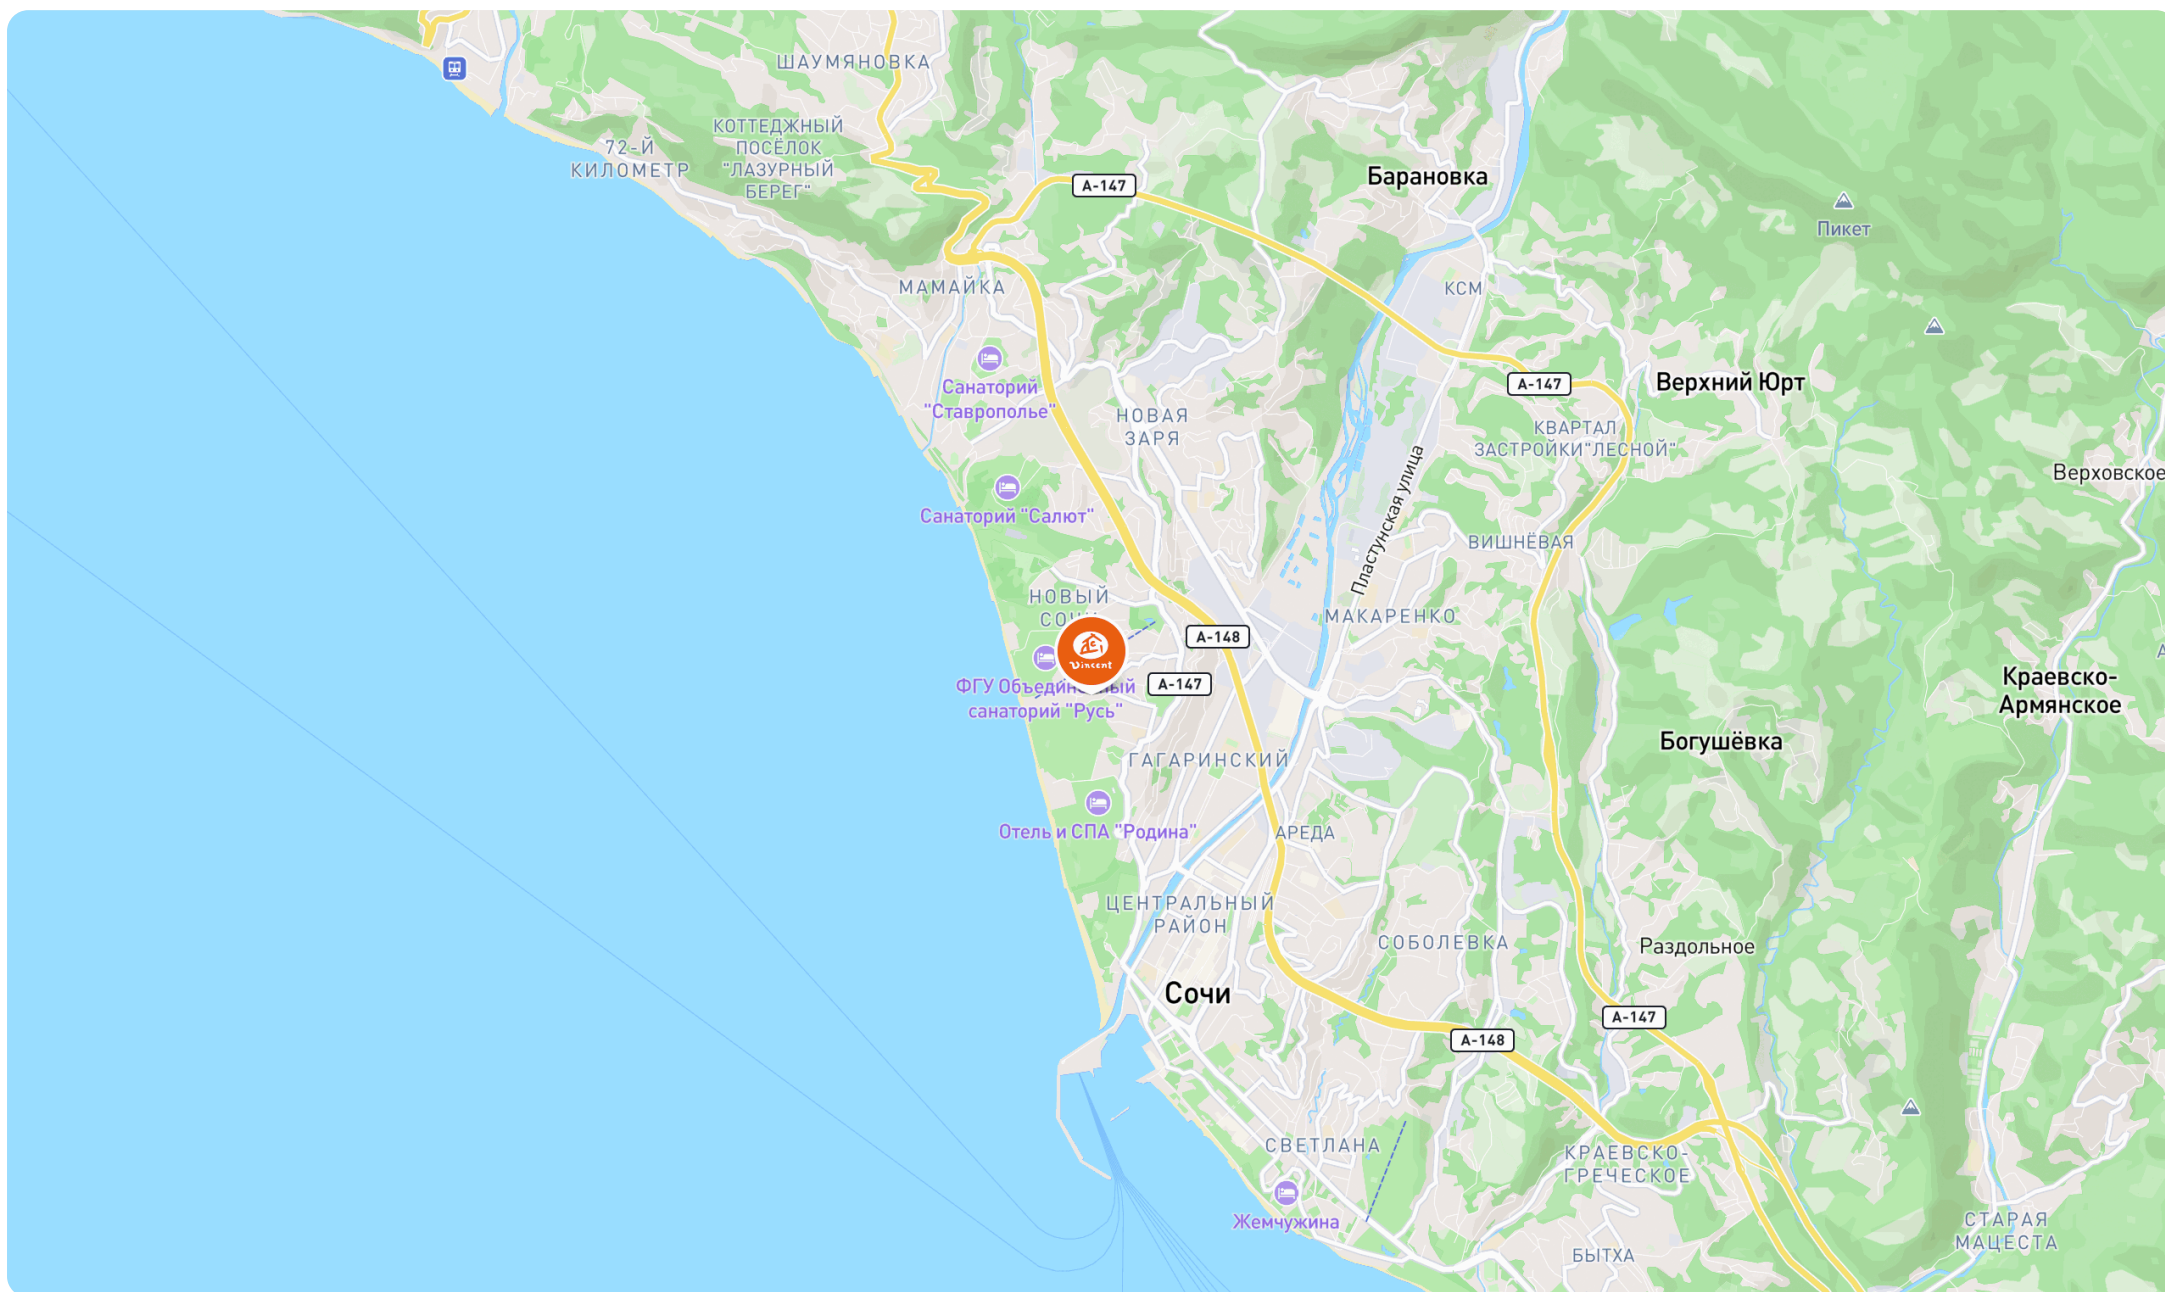 ШАУМЯНОВКА
КОТТЕДЖНЫЙ
ПОСЁЛОК
"ЛАЗУРНЫЙ
БЕРЕГ"
72-Й
КИЛОМЕТР
Барановка
А-147
Пикет
МАМАЙКА
КСМ
Санаторий
"Ставрополье"
НОВАЯ
ЗАРЯ
А-147
Верхний Юрт
КВАРТАЛ
ЗАСТРОЙКИ"ЛЕСНОЙ"
Верховское
Пластунская улица
Санаторий "Салют"
ВИШНЁВАЯ
НОВЫЙ
СОЧИ
МАКАРЕНКО
А-148
Vincent
ФГУ Объединённый
санаторий "Русь"
А-147
Краевско-
Армянское
Богушёвка
ГАГАРИНСКИЙ
Отель и СПА "Родина"
АРЕДА
ЦЕНТРАЛЬНЫЙ
РАЙОН
СОБОЛЕВКА
Раздольное
Сочи
А-147
А-148
СВЕТЛАНА
КРАЕВСКО-
ГРЕЧЕСКОЕ
Жемчужина
СТАРАЯ
МАЦЕСТА
БЫТХА